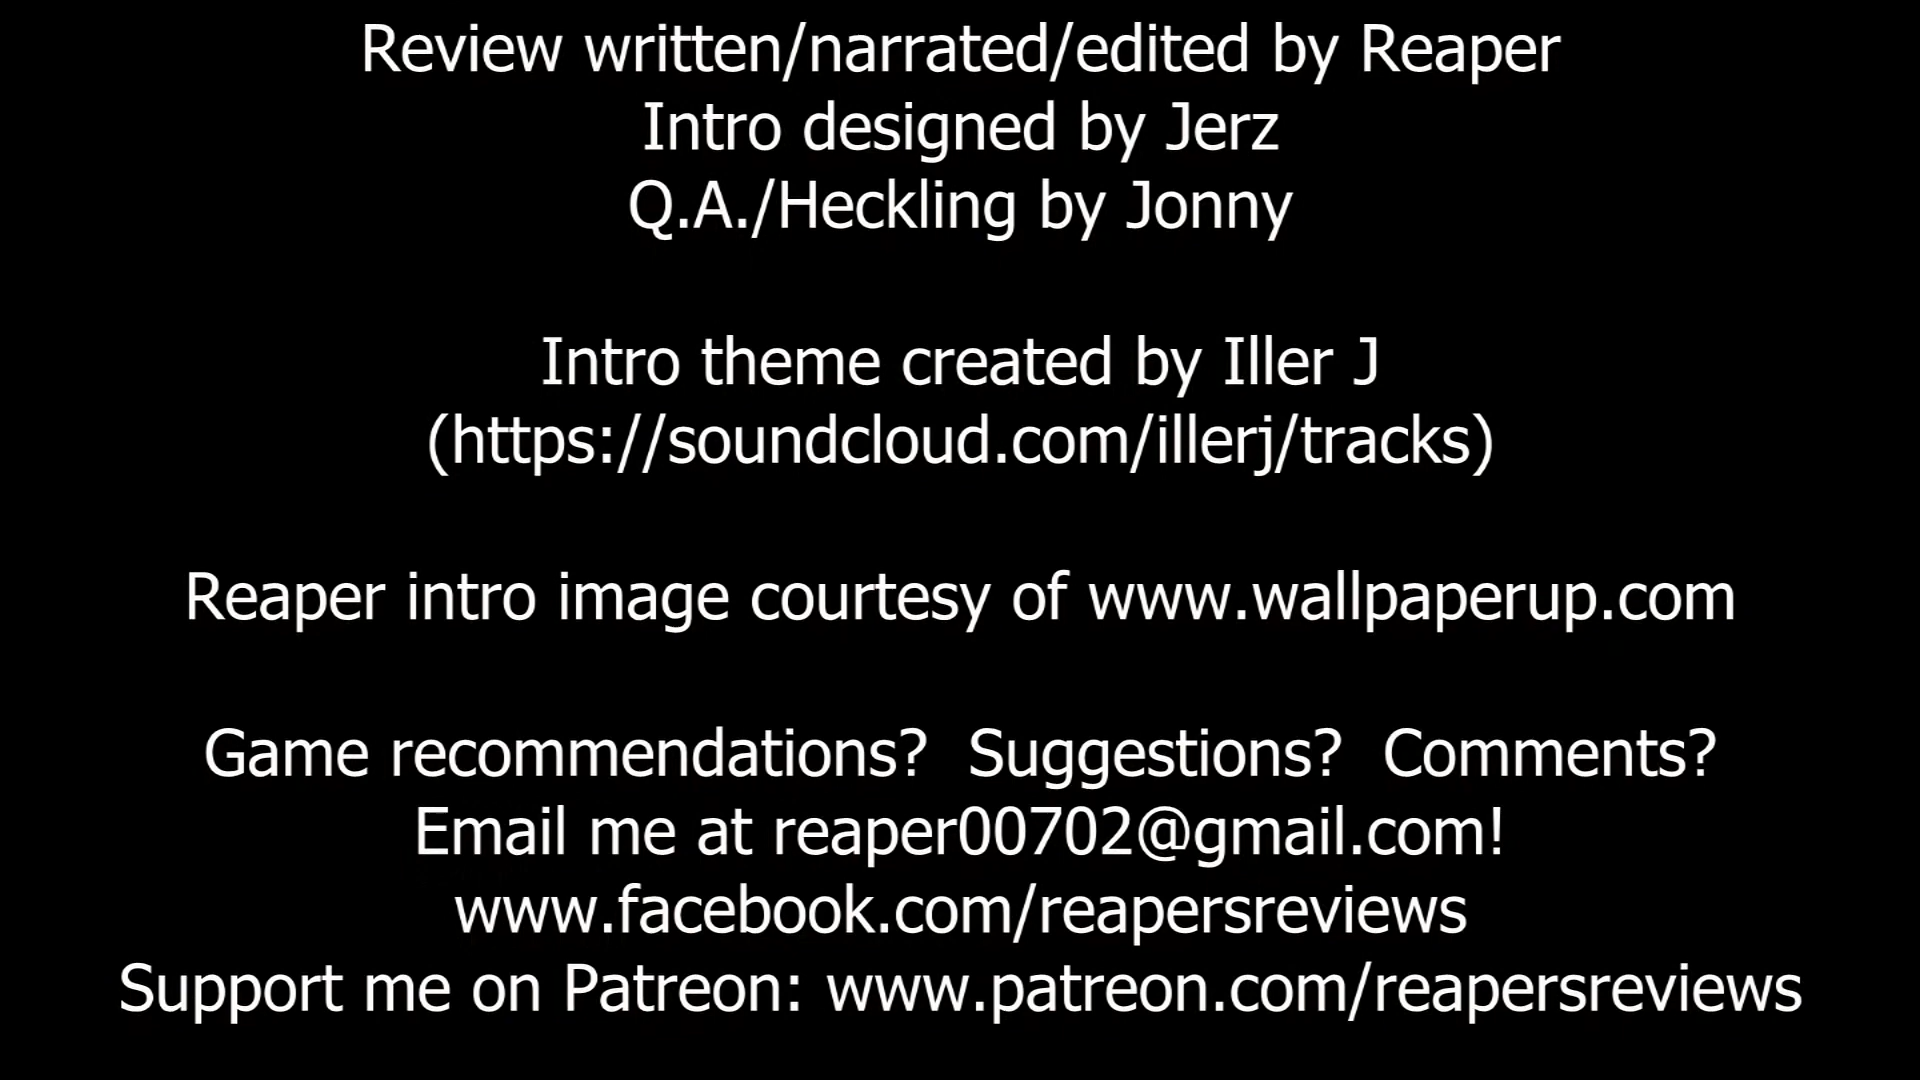 Review written/narrated/edited by Reaper
Intro designed by Jerz
Q.A./Heckling by Jonny
Intro theme created by Iller J
(https://soundcloud.com/illerj/tracks)
Reaper intro image courtesy of www.wallpaperup.com
Game recommendations?  Suggestions?  Comments?
Email me at reaper00702@gmail.com!
www.facebook.com/reapersreviews
Support me on Patreon: www.patreon.com/reapersreviews